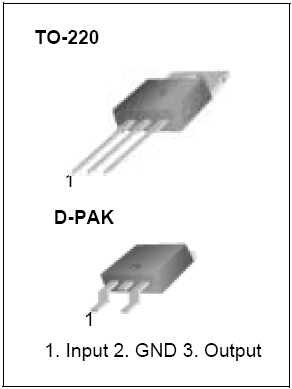 TO-220
1
D-PAK
1
1. Input 2. GND 3. Output